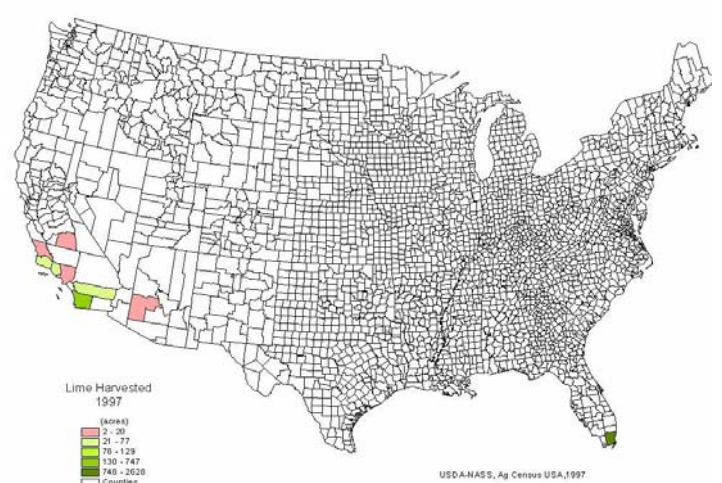 Lime Harvested
1997
(acres)
2 - 20
21 - 77
78 - 129
130 - 747
748 - 2628
Counties
USDA-NASS, Ag Census USA,1997